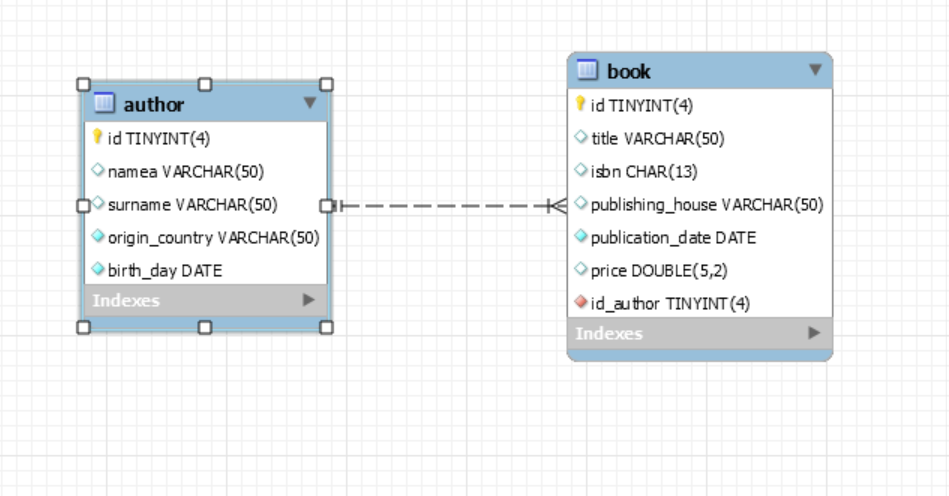 author
id TINYINT(4)
namea VARCHAR(50)
surname VARCHAR(50)
origin_country VARCHAR(50)
birth_day DATE
Indexes
book
id TINYINT(4)
title VARCHAR(50)
isbn CHAR(13)
publishing_house VARCHAR(50)
publication_date DATE
price DOUBLE(5,2)
id_author TINYINT(4)
Indexes